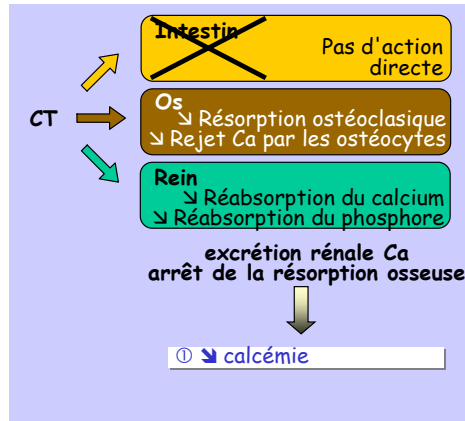 Intestin
Pas d'action
directe
CT
Os
➘ Résorption ostéoclasique
➘ Rejet Ca par les ostéocytes
Rein
➘ Réabsorption du calcium
➘ Réabsorption du phosphore
excrétion rénale Ca
arrêt de la résorption osseuse
① ➘ calcémie